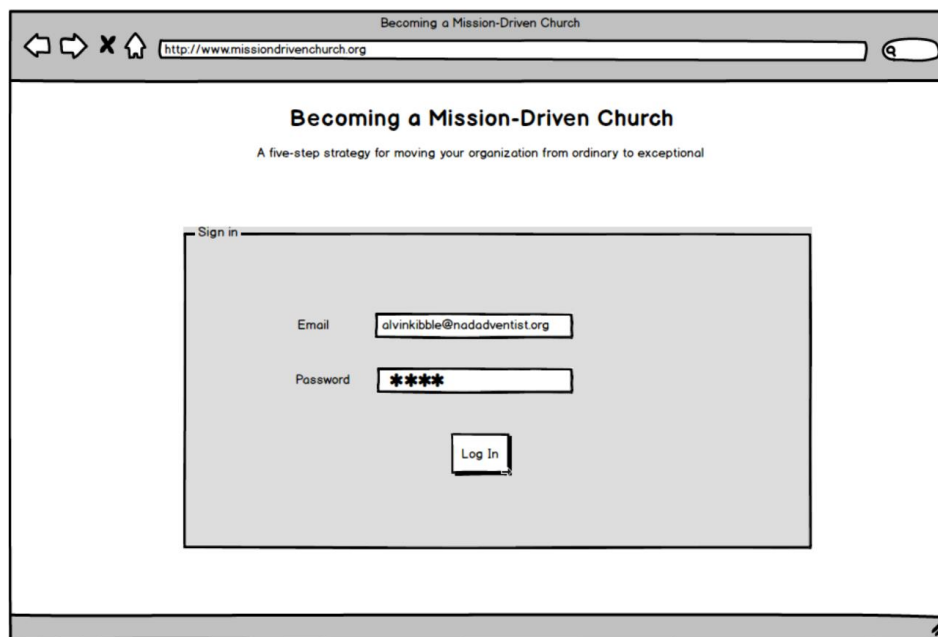 Becoming a Mission-Driven Church
http://www.missiondrivenchurch.org
Becoming a Mission-Driven Church
A five-step strategy for moving your organization from ordinary to exceptional
Sign in
Email alvinkibble@nadadventist.org
Password ****
Log In